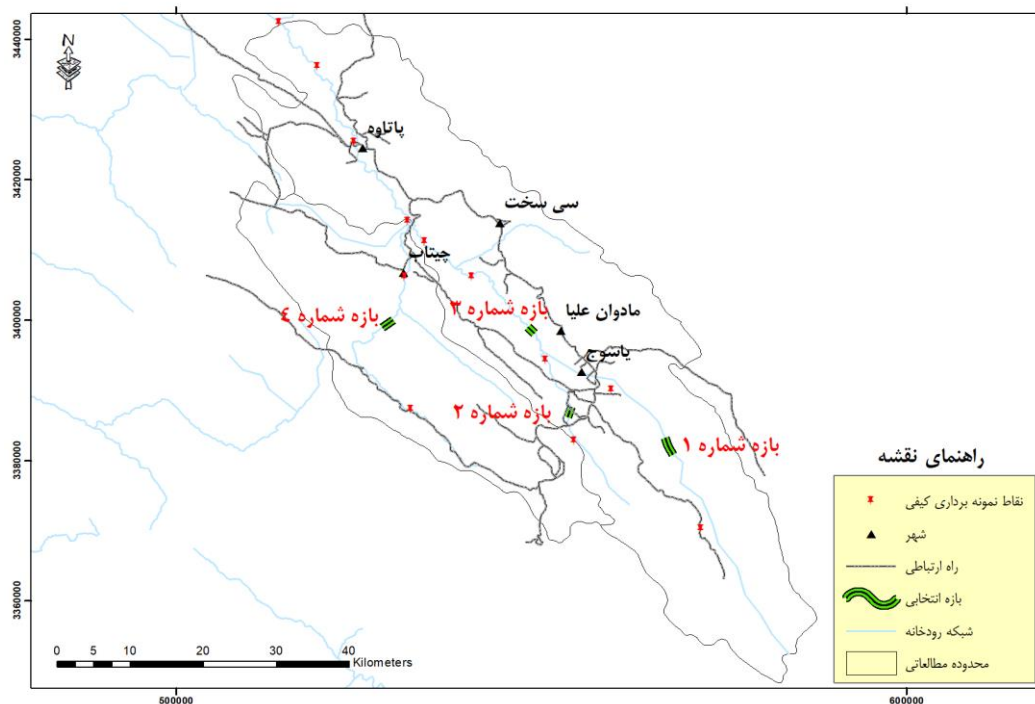 3440000
3420000
3400000
3380000
3360000
N
پاتاوه
سی سخت
چیتاب
بازه شماره ۳
مادوان علیا
بازه شماره ٤
یاسوج
بازه شماره ۲
بازه شماره ۱
راهنمای نقشه
نقاط نمونه برداری کیفی
شهر
راه ارتباطی
بازه انتخابی
شبکه رودخانه
محدوده مطالعاتی
0 5 10 20 30 40
Kilometers
500000
600000